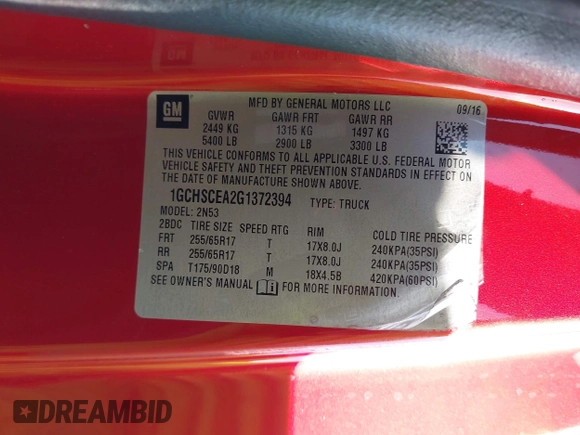 GM
MFD BY GENERAL MOTORS LLC 09/16
GVWR GAWR FRT GAWR RR
2449 KG 1315 KG 1497 KG
5400 LB 2900 LB 3300 LB
THIS VEHICLE CONFORMS TO ALL APPLICABLE U.S. FEDERAL MOTOR
VEHICLE SAFETY AND THEFT PREVENTION STANDARDS IN EFFECT ON
THE DATE OF MANUFACTURE SHOWN ABOVE.
1GCHSCEA2G1372394 TYPE: TRUCK
MODEL: 2N53
2BDC TIRE SIZE SPEED RTG RIM COLD TIRE PRESSURE
FRT 255/65R17 T 17X8.0J 240KPA(35PSI)
RR 255/65R17 T 17X8.0J 240KPA(35PSI)
SPA T175/90D18 M 18X4.5B 420KPA(60PSI)
SEE OWNER'S MANUAL FOR MORE INFORMATION.
DREAMBID